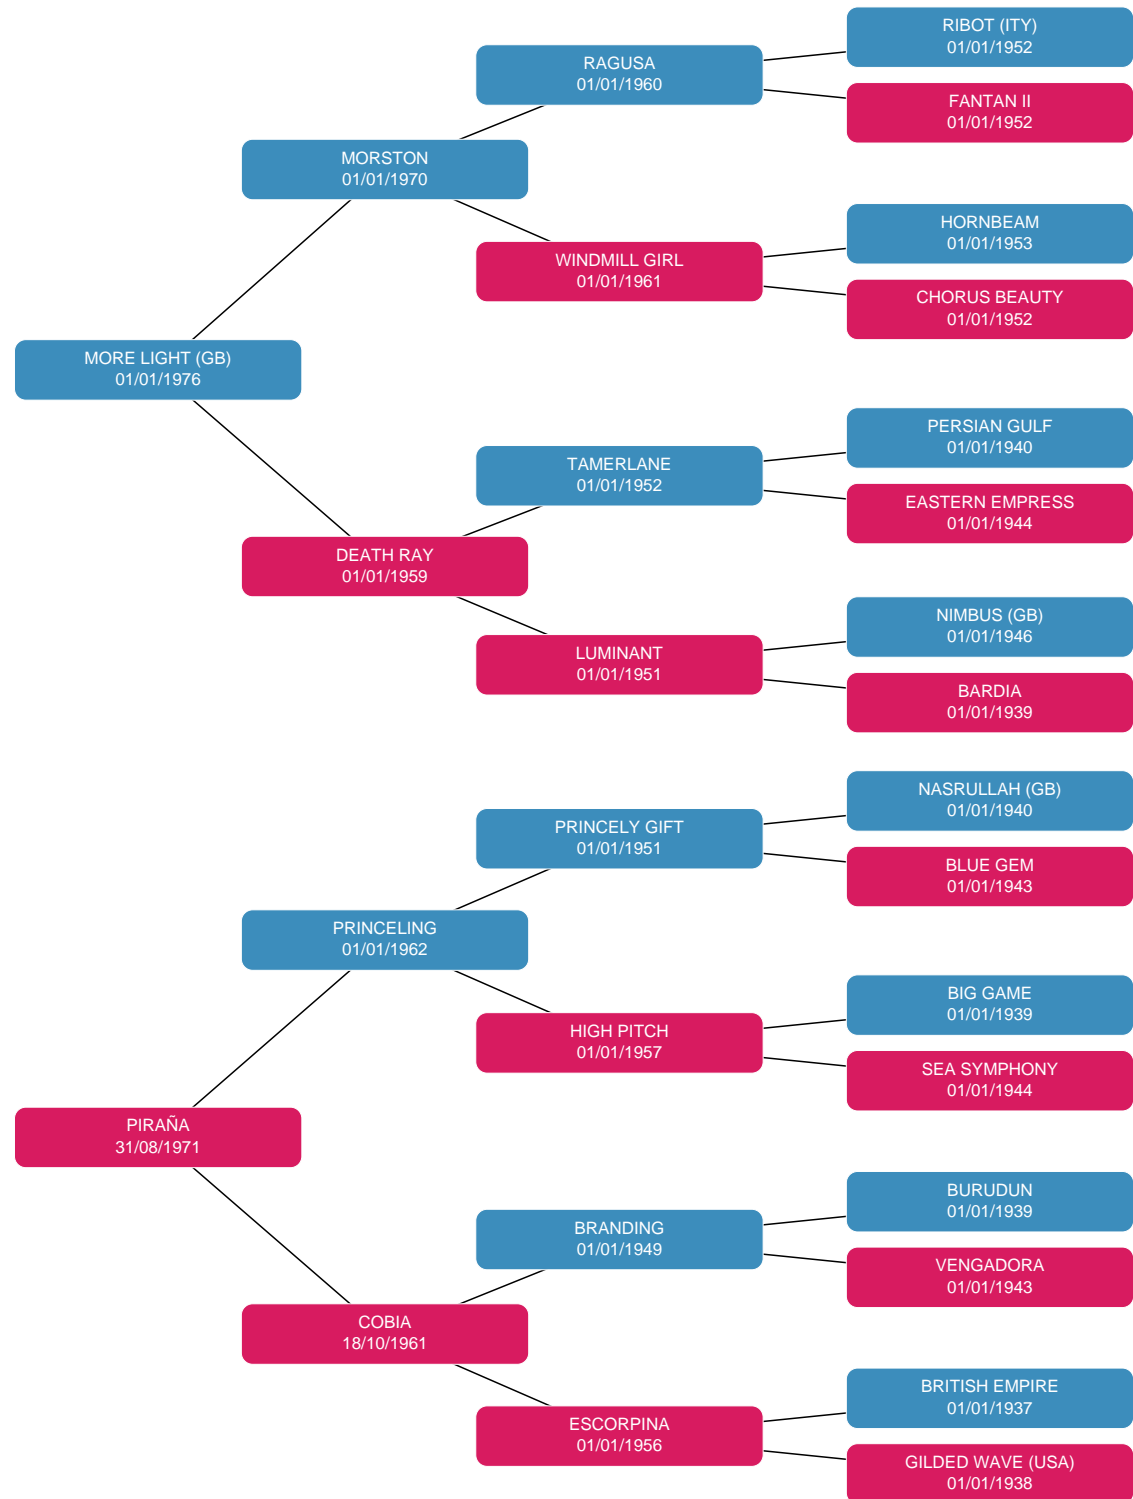 RIBOT (ITY)
01/01/1952
RAGUSA
01/01/1960
FANTAN II
01/01/1952
MORSTON
01/01/1970
HORNBEAM
01/01/1953
WINDMILL GIRL
01/01/1961
CHORUS BEAUTY
01/01/1952
MORE LIGHT (GB)
01/01/1976
PERSIAN GULF
01/01/1940
TAMERLANE
01/01/1952
EASTERN EMPRESS
01/01/1944
DEATH RAY
01/01/1959
NIMBUS (GB)
01/01/1946
LUMINANT
01/01/1951
BARDIA
01/01/1939
NASRULLAH (GB)
01/01/1940
PRINCELY GIFT
01/01/1951
BLUE GEM
01/01/1943
PRINCELING
01/01/1962
BIG GAME
01/01/1939
HIGH PITCH
01/01/1957
SEA SYMPHONY
01/01/1944
PIRAÑA
31/08/1971
BURUDUN
01/01/1939
BRANDING
01/01/1949
VENGADORA
01/01/1943
COBIA
18/10/1961
BRITISH EMPIRE
01/01/1937
ESCORPINA
01/01/1956
GILDED WAVE (USA)
01/01/1938